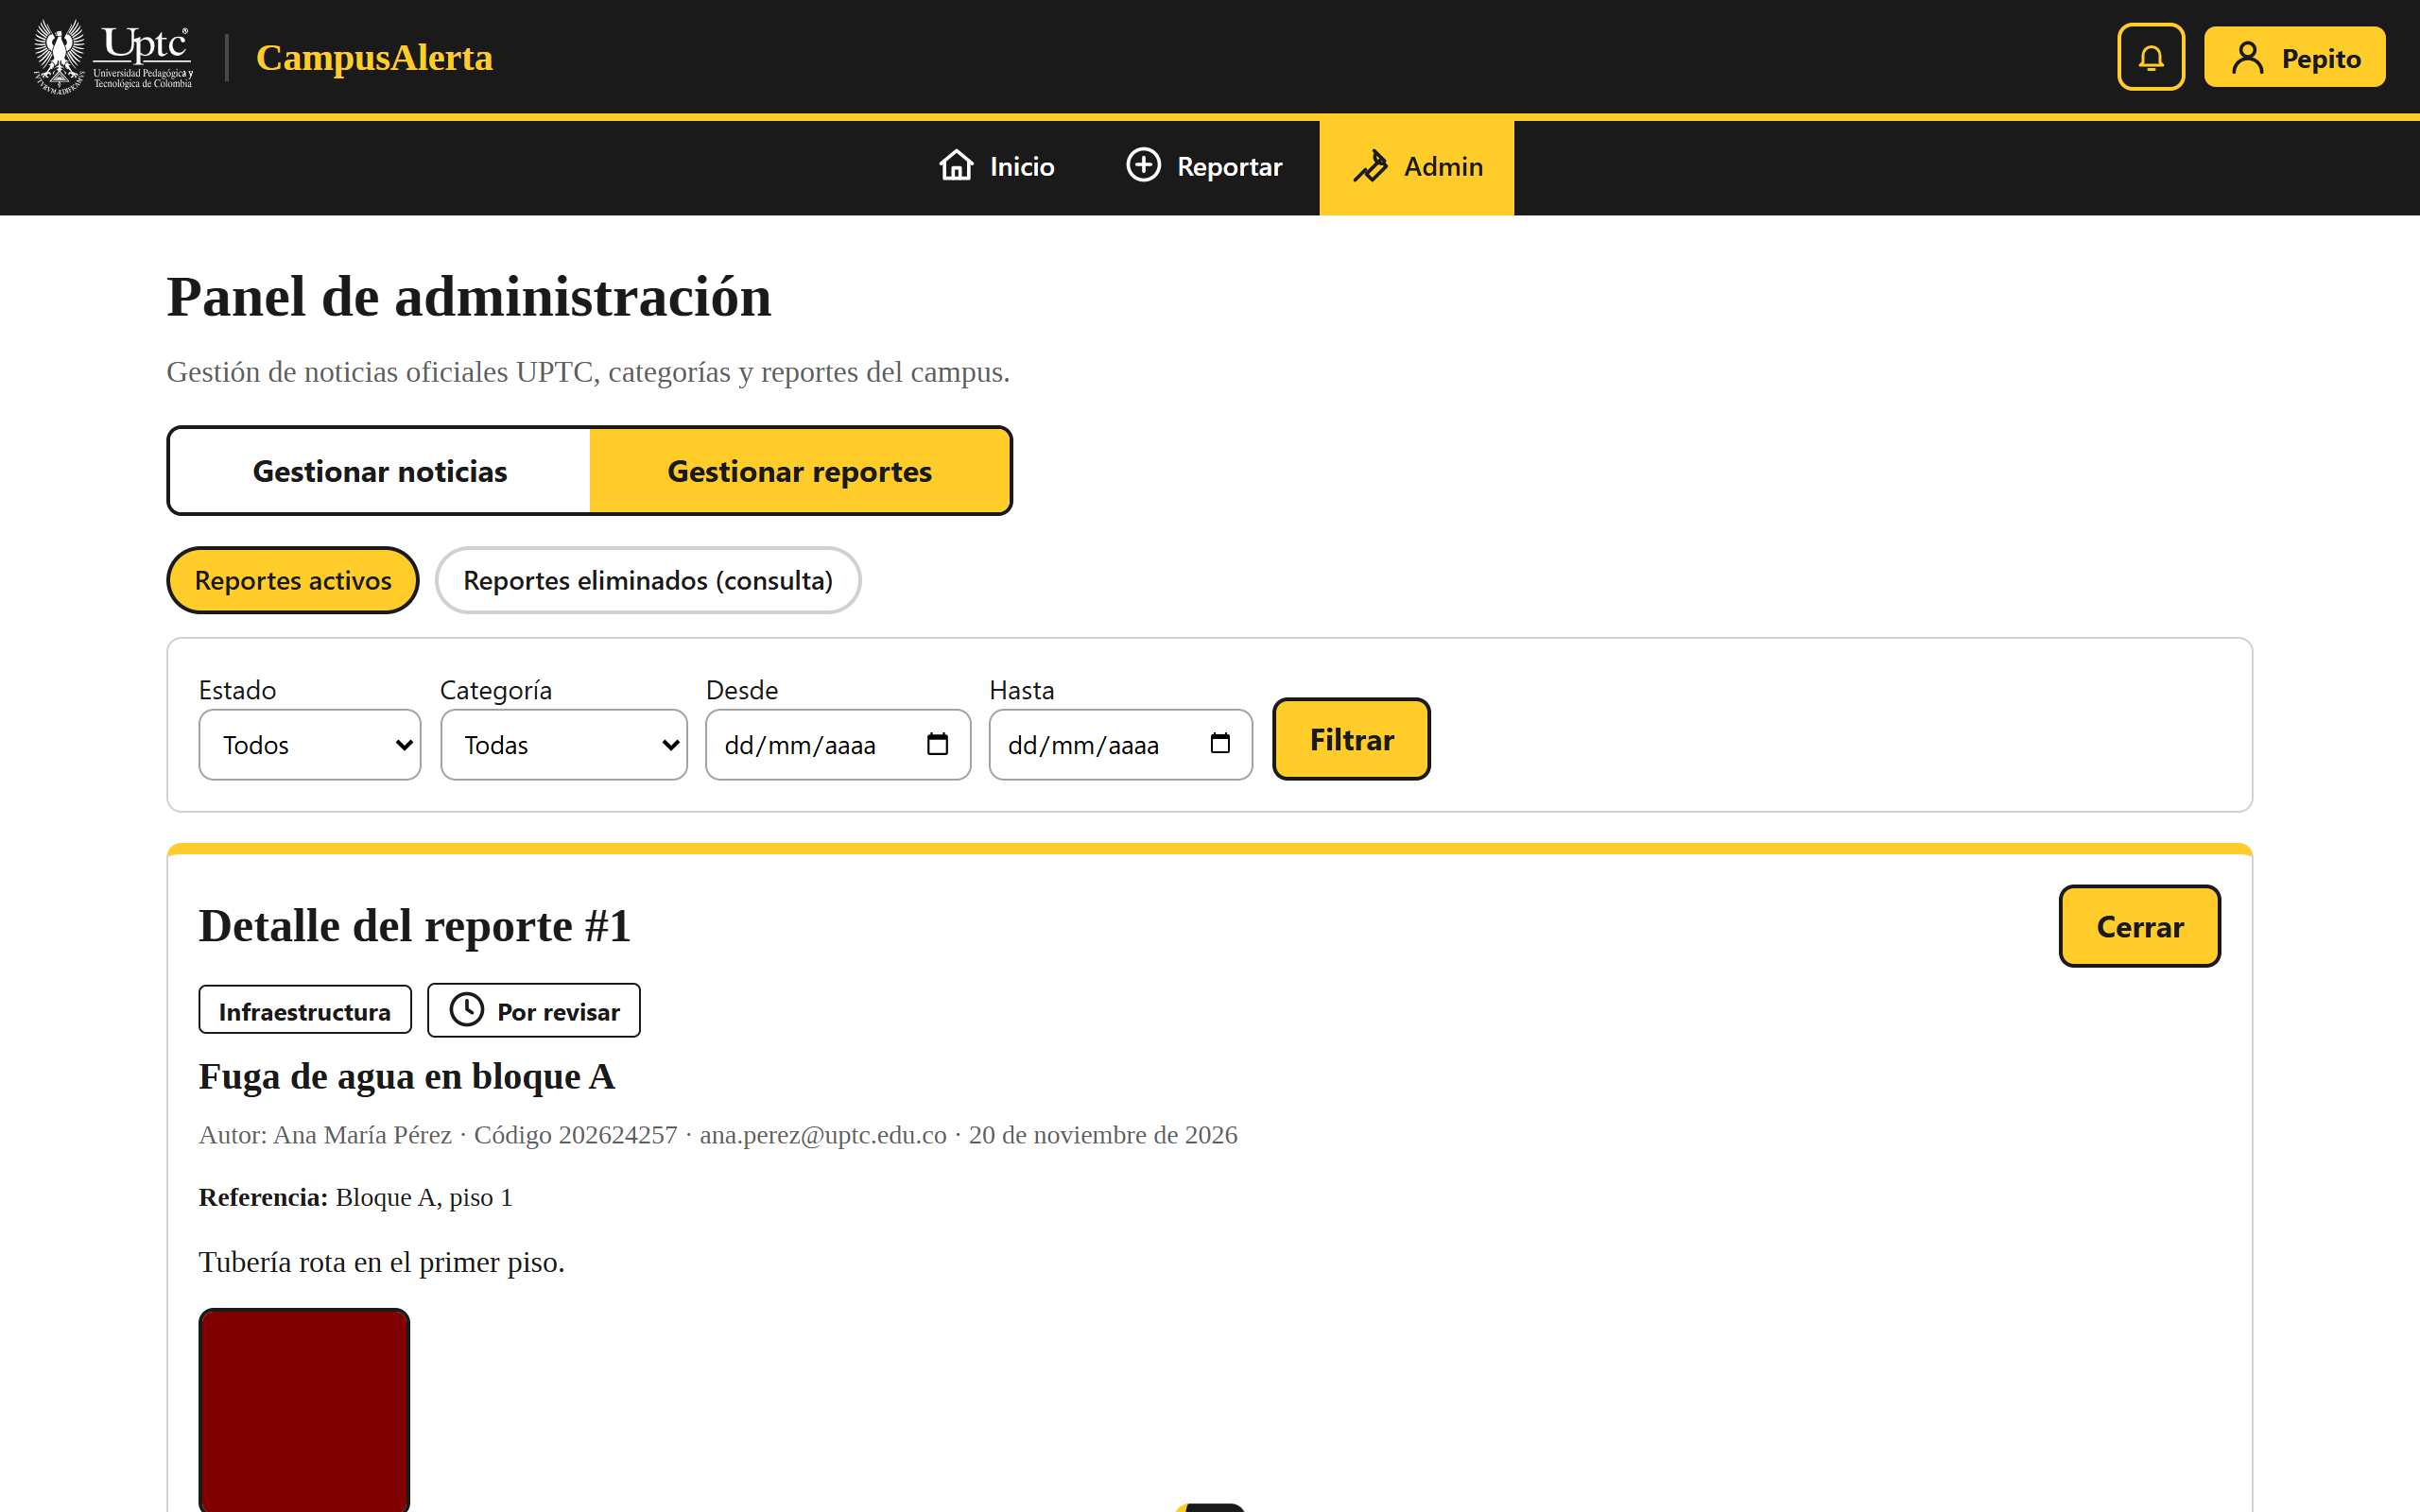 Uptc®
Universidad Pedagógica y
Tecnológica de Colombia
CampusAlerta
Pepito
Inicio
Reportar
Admin
Panel de administración
Gestión de noticias oficiales UPTC, categorías y reportes del campus.
Gestionar noticias
Gestionar reportes
Reportes activos
Reportes eliminados (consulta)
Estado
Categoría
Desde
Hasta
Todos
Todas
dd/mm/aaaa
dd/mm/aaaa
Filtrar
Detalle del reporte #1
Cerrar
Infraestructura
Por revisar
Fuga de agua en bloque A
Autor: Ana María Pérez · Código 202624257 · ana.perez@uptc.edu.co · 20 de noviembre de 2026
Referencia: Bloque A, piso 1
Tubería rota en el primer piso.